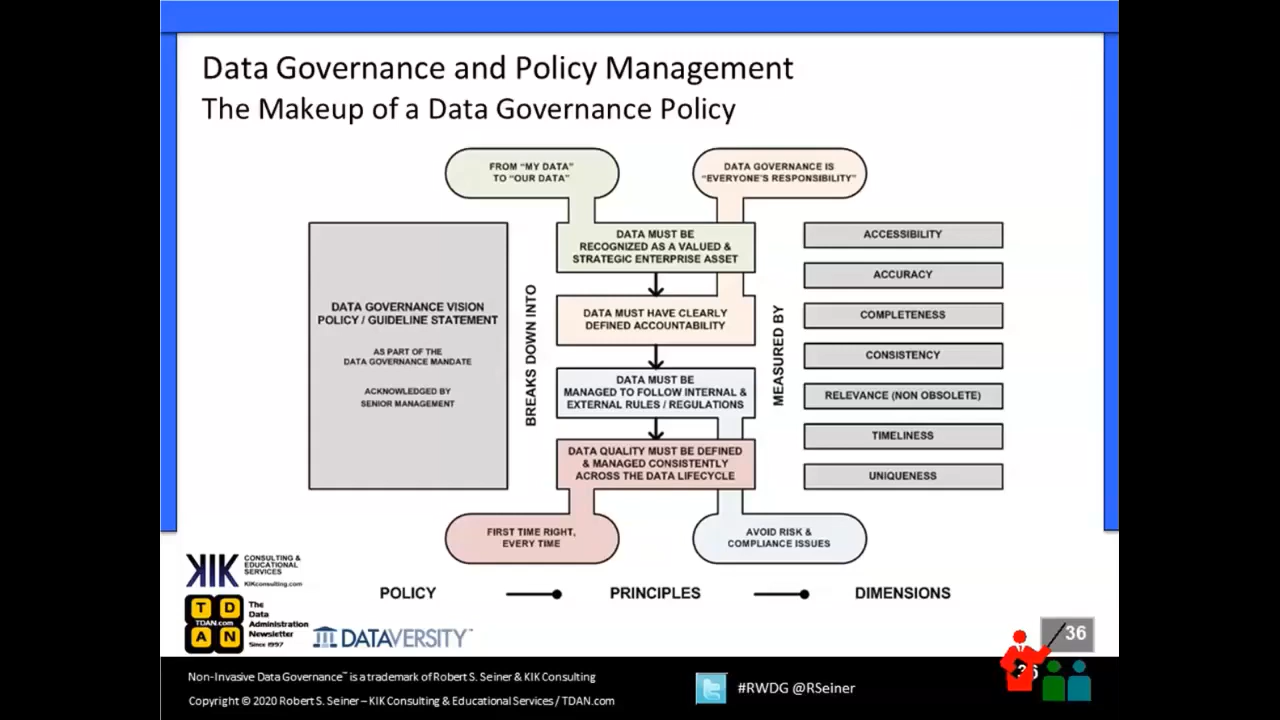 Data Governance and Policy Management
The Makeup of a Data Governance Policy
FROM “MY DATA”
TO “OUR DATA”
DATA GOVERNANCE IS
“EVERYONE’S RESPONSIBILITY”
DATA GOVERNANCE VISION
POLICY / GUIDELINE STATEMENT
AS PART OF THE
DATA GOVERNANCE MANDATE
ACKNOWLEDGED BY
SENIOR MANAGEMENT
BREAKS DOWN INTO
DATA MUST BE
RECOGNIZED AS A VALUED &
STRATEGIC ENTERPRISE ASSET
DATA MUST HAVE CLEARLY
DEFINED ACCOUNTABILITY
DATA MUST BE
MANAGED TO FOLLOW INTERNAL &
EXTERNAL RULES / REGULATIONS
DATA QUALITY MUST BE DEFINED
& MANAGED CONSISTENTLY
ACROSS THE DATA LIFECYCLE
MEASURED BY
ACCESSIBILITY
ACCURACY
COMPLETENESS
CONSISTENCY
RELEVANCE (NON OBSOLETE)
TIMELINESS
UNIQUENESS
FIRST TIME RIGHT,
EVERY TIME
AVOID RISK &
COMPLIANCE ISSUES
POLICY
PRINCIPLES
DIMENSIONS
KIK
CONSULTING &
EDUCATIONAL
SERVICES
KIKconsulting.com
T D
TDAN.com
A N
The
Data
Administration
Newsletter
Since 1997
DATAVERSITY™
36
Non-Invasive Data Governance™ is a trademark of Robert S. Seiner & KIK Consulting
Copyright © 2020 Robert S. Seiner – KIK Consulting & Educational Services / TDAN.com
#RWDG @RSeiner